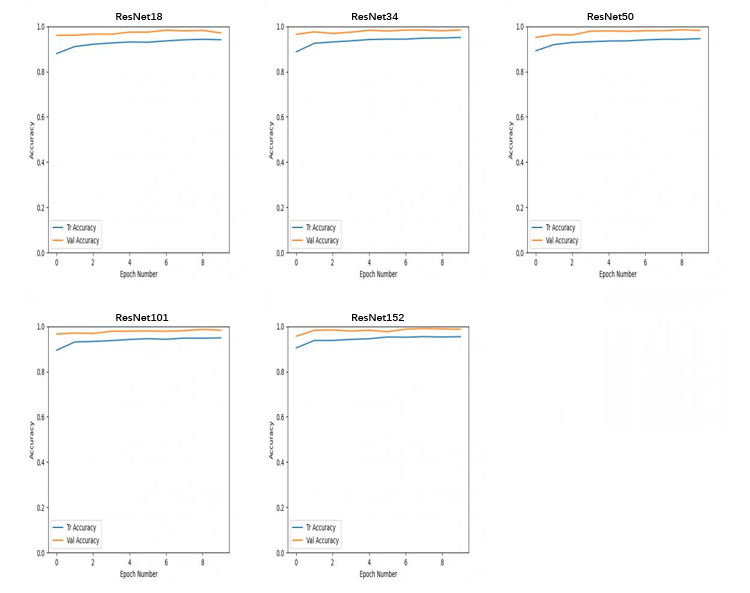 ResNet18
1.0
0.8
0.6
0.4
0.2
0.0
Accuracy
Tr Accuracy
Val Accuracy
0 2 4 6 8
Epoch Number
ResNet34
1.0
0.8
0.6
0.4
0.2
0.0
Accuracy
Tr Accuracy
Val Accuracy
0 2 4 6 8
Epoch Number
ResNet50
1.0
0.8
0.6
0.4
0.2
0.0
Accuracy
Tr Accuracy
Val Accuracy
0 2 4 6 8
Epoch Number
ResNet101
1.0
0.8
0.6
0.4
0.2
0.0
Accuracy
Tr Accuracy
Val Accuracy
0 2 4 6 8
Epoch Number
ResNet152
1.0
0.8
0.6
0.4
0.2
0.0
Accuracy
Tr Accuracy
Val Accuracy
0 2 4 6 8
Epoch Number